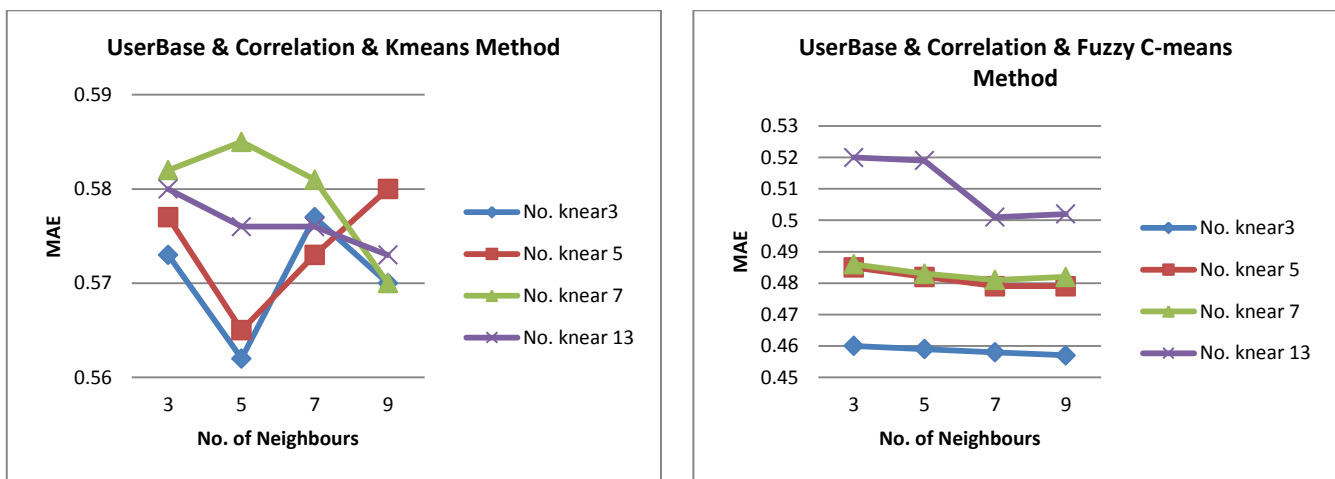 UserBase & Correlation & Kmeans Method
0.59
0.58
0.57
0.56
MAE
3 5 7 9
No. of Neighbours
No. knear3
No. knear 5
No. knear 7
No. knear 13
UserBase & Correlation & Fuzzy C-means
Method
0.53
0.52
0.51
0.5
0.49
0.48
0.47
0.46
0.45
MAE
3 5 7 9
No. of Neighbours
No. knear3
No. knear 5
No. knear 7
No. knear 13